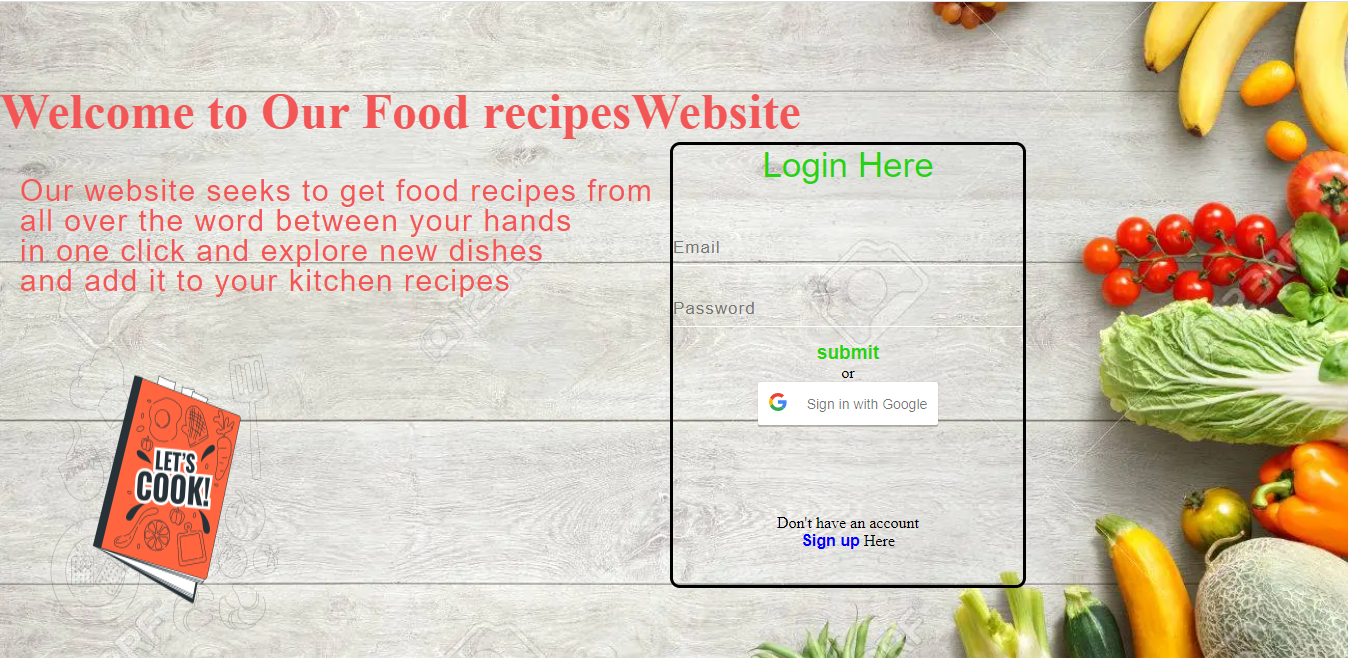 Welcome to Our Food recipesWebsite
Our website seeks to get food recipes from
all over the word between your hands
in one click and explore new dishes
and add it to your kitchen recipes
LET'S
COOK!
Login Here
Email
Password
submit
or
Sign in with Google
Don't have an account
Sign up Here